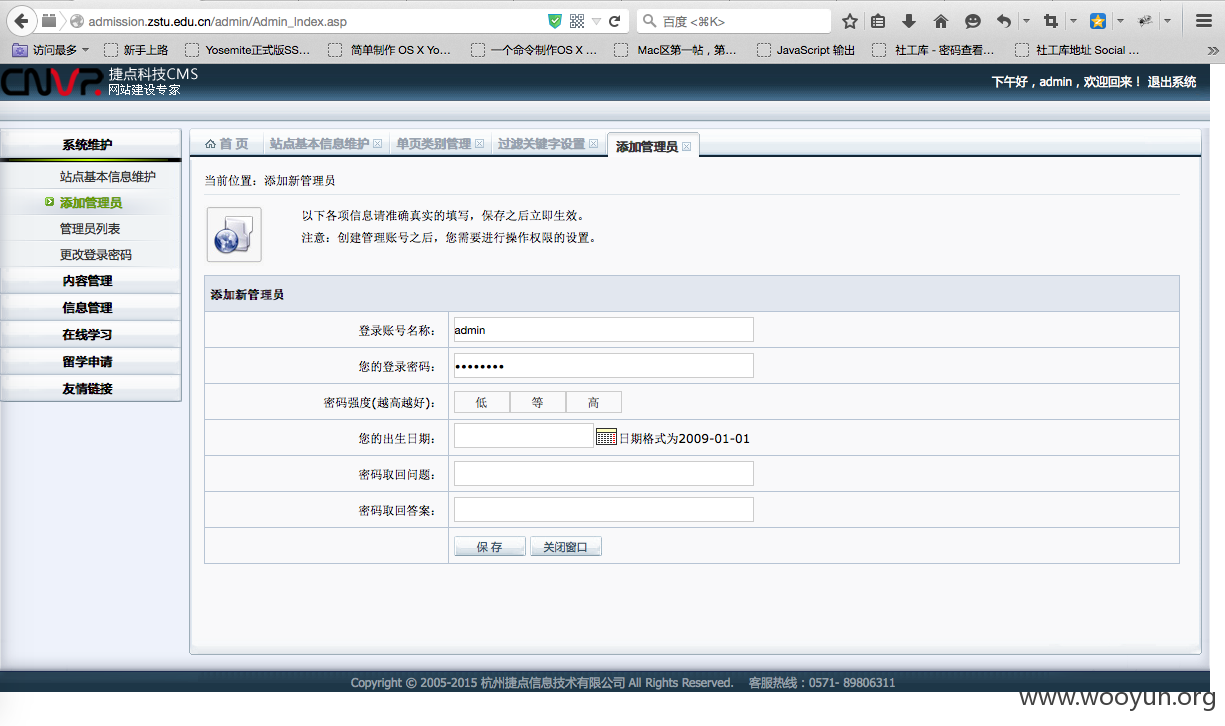 admission.zstu.edu.cn/admin/Admin_Index.asp
百度 <⌘K>
访问最多
新手上路
Yosemite正式版SS...
简单制作 OS X Yo...
一个命令制作OS X ...
Mac区第一帖，第...
JavaScript 输出
社工库 - 密码查看...
社工库地址 Social ...
CNVP.
捷点科技CMS
网站建设专家
下午好，admin，欢迎回来！ 退出系统
系统维护
站点基本信息维护
添加管理员
管理员列表
更改登录密码
内容管理
信息管理
在线学习
留学申请
友情链接
首 页
站点基本信息维护
单页类别管理
过滤关键字设置
添加管理员
当前位置：添加新管理员
以下各项信息请准确真实的填写，保存之后立即生效。
注意：创建管理账号之后，您需要进行操作权限的设置。
添加新管理员
登录账号名称：
admin
您的登录密码：
••••••••
密码强度(越高越好)：
低 等 高
您的出生日期：
日期格式为2009-01-01
密码取回问题：
密码取回答案：
保 存
关闭窗口
Copyright © 2005-2015 杭州捷点信息技术有限公司 All Rights Reserved. 客服热线：0571- 89806311
www.wooyun.org